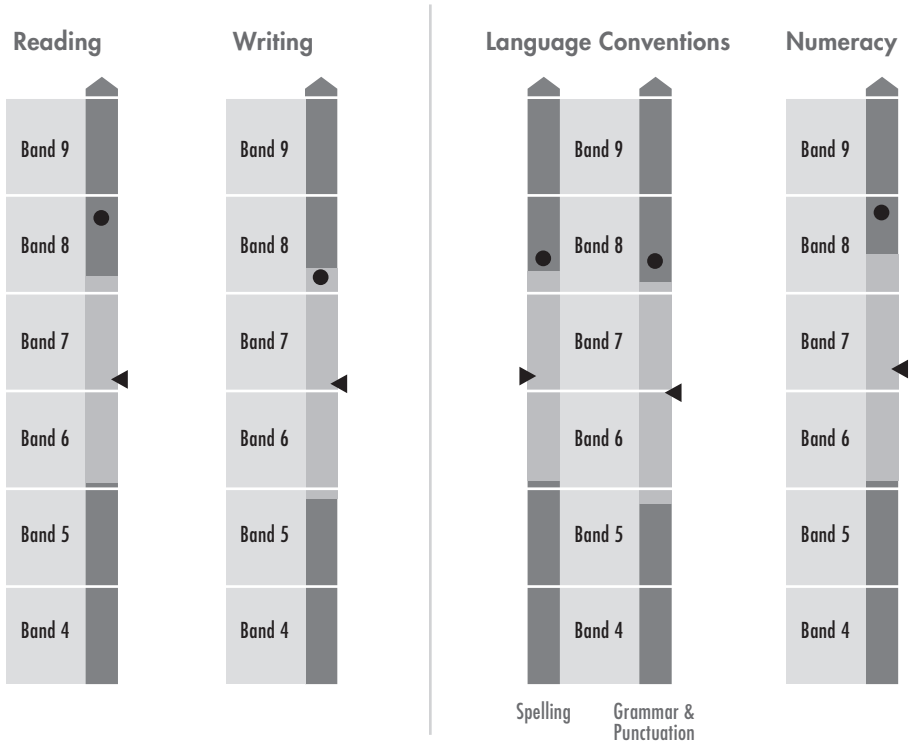 Reading
Writing
Language Conventions
Numeracy
Band 9
Band 9
Band 9
Band 9
Band 8
Band 8
Band 8
Band 8
Band 7
Band 7
Band 7
Band 7
Band 6
Band 6
Band 6
Band 6
Band 5
Band 5
Band 5
Band 5
Band 4
Band 4
Band 4
Band 4
Spelling
Grammar &
Punctuation